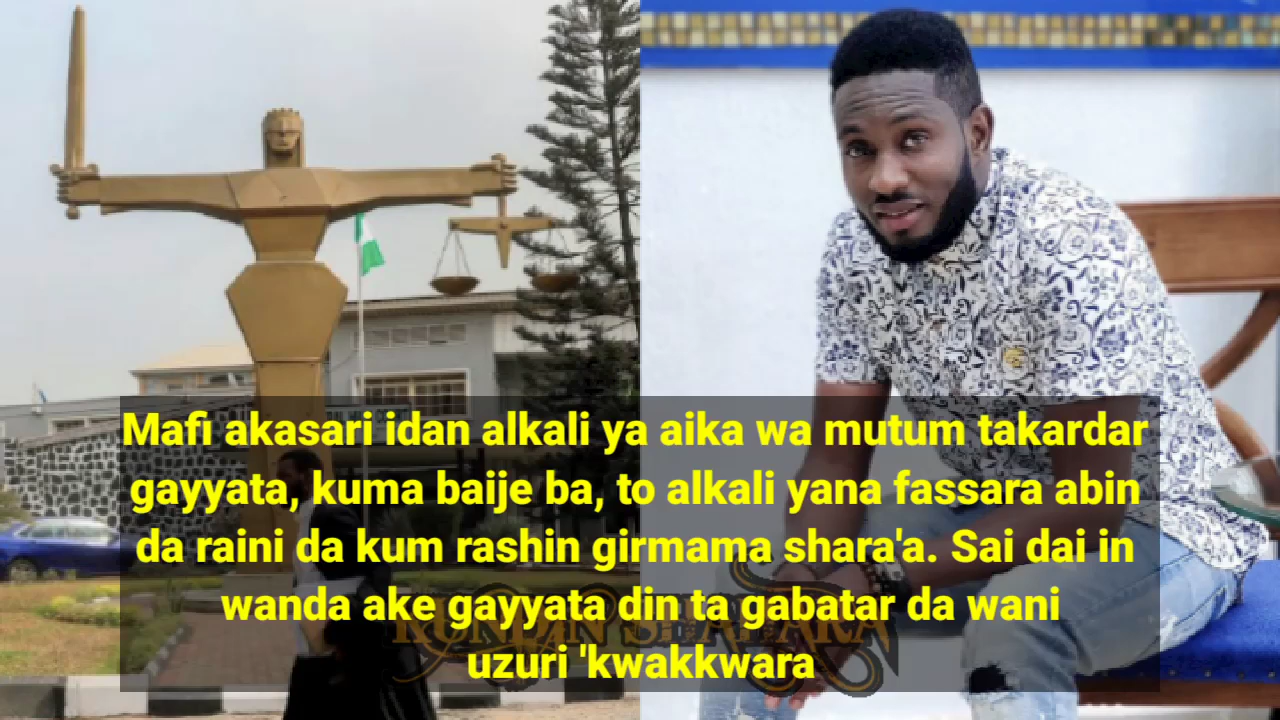 Mafi akasari idan alkali ya aika wa mutum takardar
gayyata, kuma baije ba, to alkali yana fassara abin
da raini da kum rashin girmama shara'a. Sai dai in
wanda ake gayyata din ta gabatar da wani
uzuri 'kwakkwara